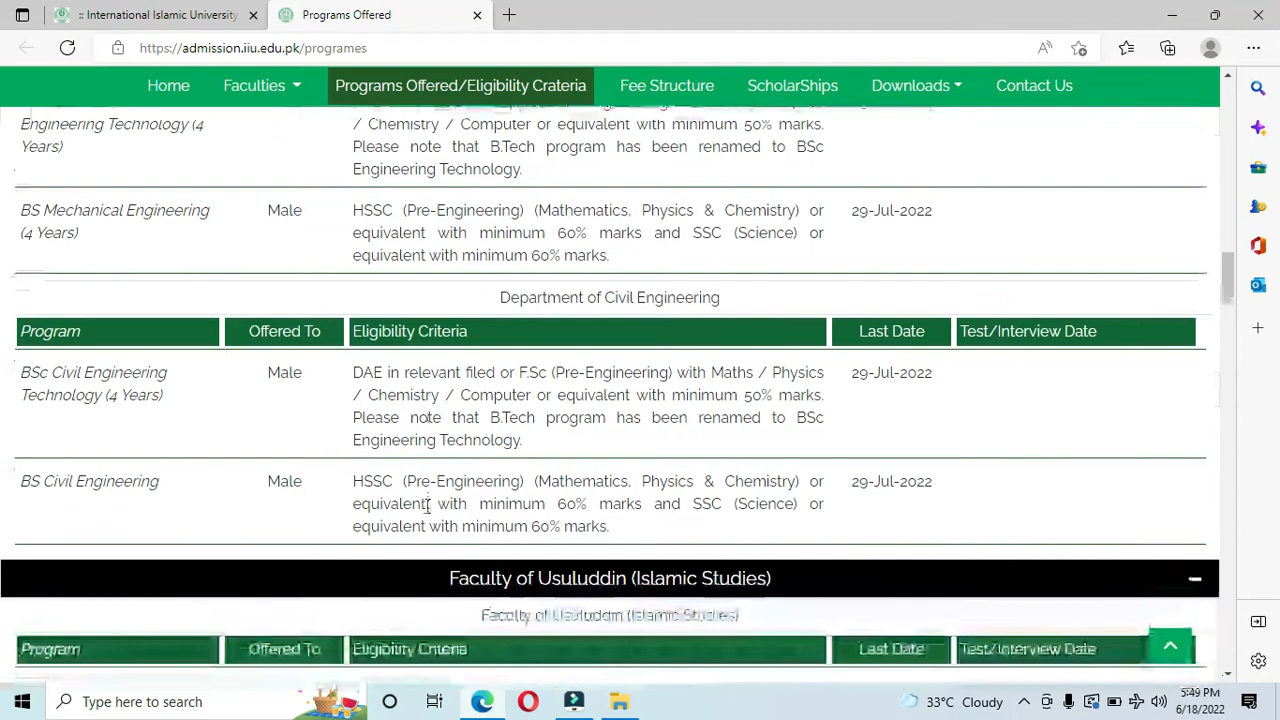 International Islamic University
Programs Offered
https://admission.iiu.edu.pk/programes
Home
Faculties
Programs Offered/Eligibility Crateria
Fee Structure
ScholarShips
Downloads
Contact Us
Engineering Technology (4
Years)
/ Chemistry / Computer or equivalent with minimum 50% marks.
Please note that B.Tech program has been renamed to BSc
Engineering Technology.
BS Mechanical Engineering
(4 Years)
Male
HSSC (Pre-Engineering) (Mathematics, Physics & Chemistry) or
equivalent with minimum 60% marks and SSC (Science) or
equivalent with minimum 60% marks.
29-Jul-2022
Department of Civil Engineering
Program
Offered To
Eligibility Criteria
Last Date
Test/Interview Date
BSc Civil Engineering
Technology (4 Years)
Male
DAE in relevant filed or F.Sc (Pre-Engineering) with Maths / Physics
/ Chemistry / Computer or equivalent with minimum 50% marks.
Please note that B.Tech program has been renamed to BSc
Engineering Technology.
29-Jul-2022
BS Civil Engineering
Male
HSSC (Pre-Engineering) (Mathematics, Physics & Chemistry) or
equivalent with minimum 60% marks and SSC (Science) or
equivalent with minimum 60% marks.
29-Jul-2022
Faculty of Usuluddin (Islamic Studies)
Faculty of Usuluddin (Islamic Studies)
Program
Offered To
Eligibility Criteria
Last Date
Test/Interview Date
Type here to search
33°C Cloudy
5:49 PM
6/18/2022